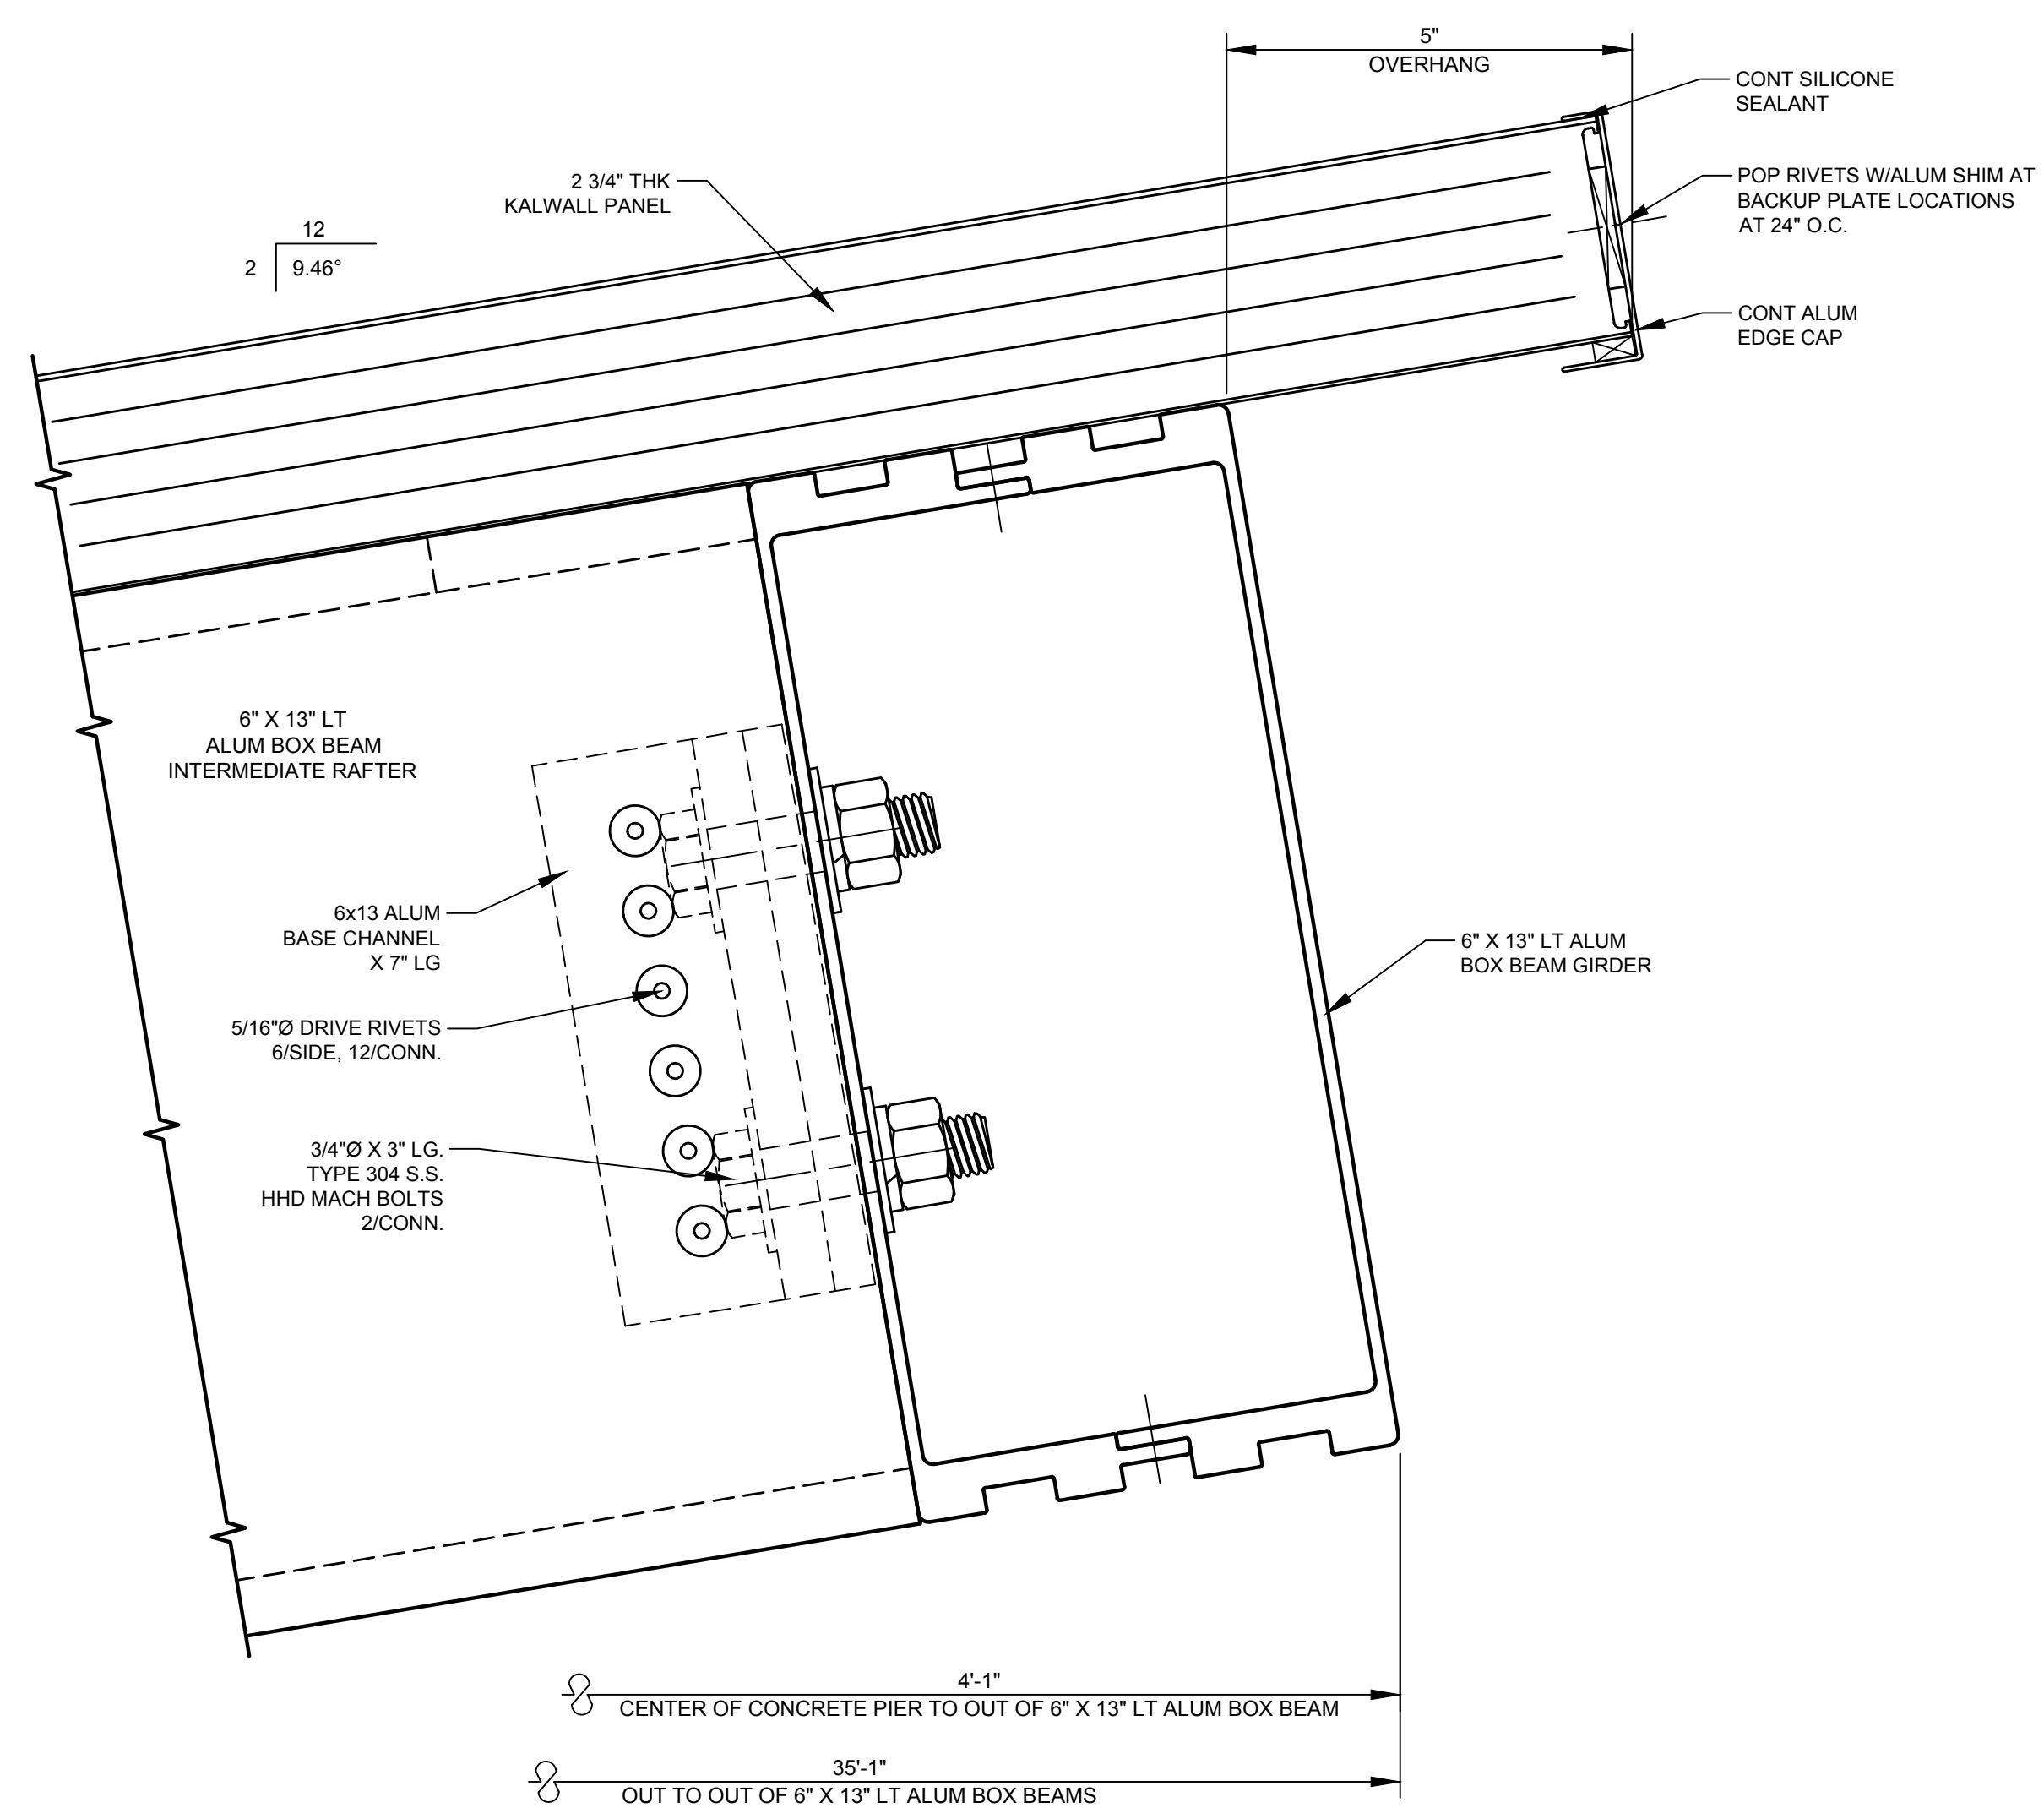 5"
OVERHANG
CONT SILICONE
SEALANT
2 3/4" THK
KALWALL PANEL
POP RIVETS W/ALUM SHIM AT
BACKUP PLATE LOCATIONS
AT 24" O.C.
12
2
9.46°
CONT ALUM
EDGE CAP
6" X 13" LT
ALUM BOX BEAM
INTERMEDIATE RAFTER
6x13 ALUM
BASE CHANNEL
X 7" LG
6" X 13" LT ALUM
BOX BEAM GIRDER
5/16"Ø DRIVE RIVETS
6/SIDE, 12/CONN.
3/4"Ø X 3" LG.
TYPE 304 S.S.
HHD MACH BOLTS
2/CONN.
4'-1"
CENTER OF CONCRETE PIER TO OUT OF 6" X 13" LT ALUM BOX BEAM
35'-1"
OUT TO OUT OF 6" X 13" LT ALUM BOX BEAMS